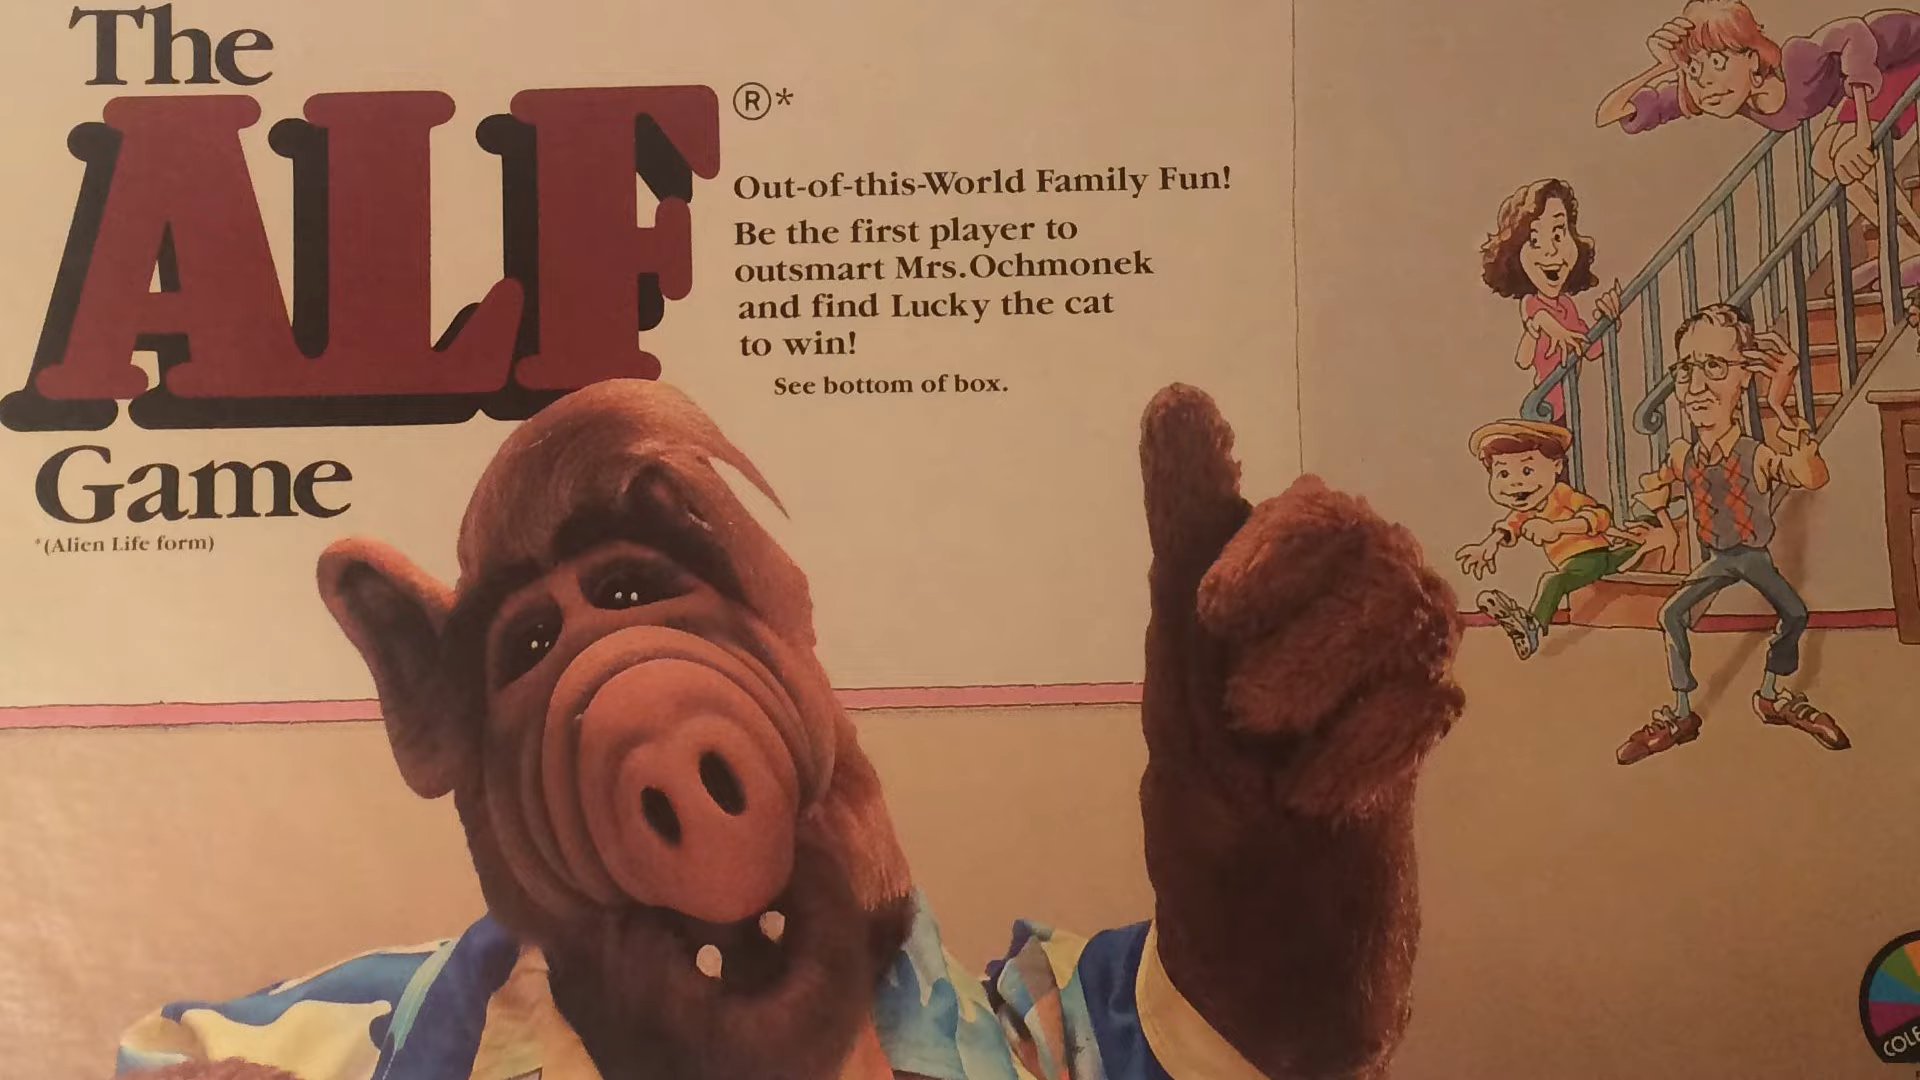 The
ALF ®*
Game
*(Alien Life form)
Out-of-this-World Family Fun!
Be the first player to
outsmart Mrs.Ochmonek
and find Lucky the cat
to win!
See bottom of box.
COLE